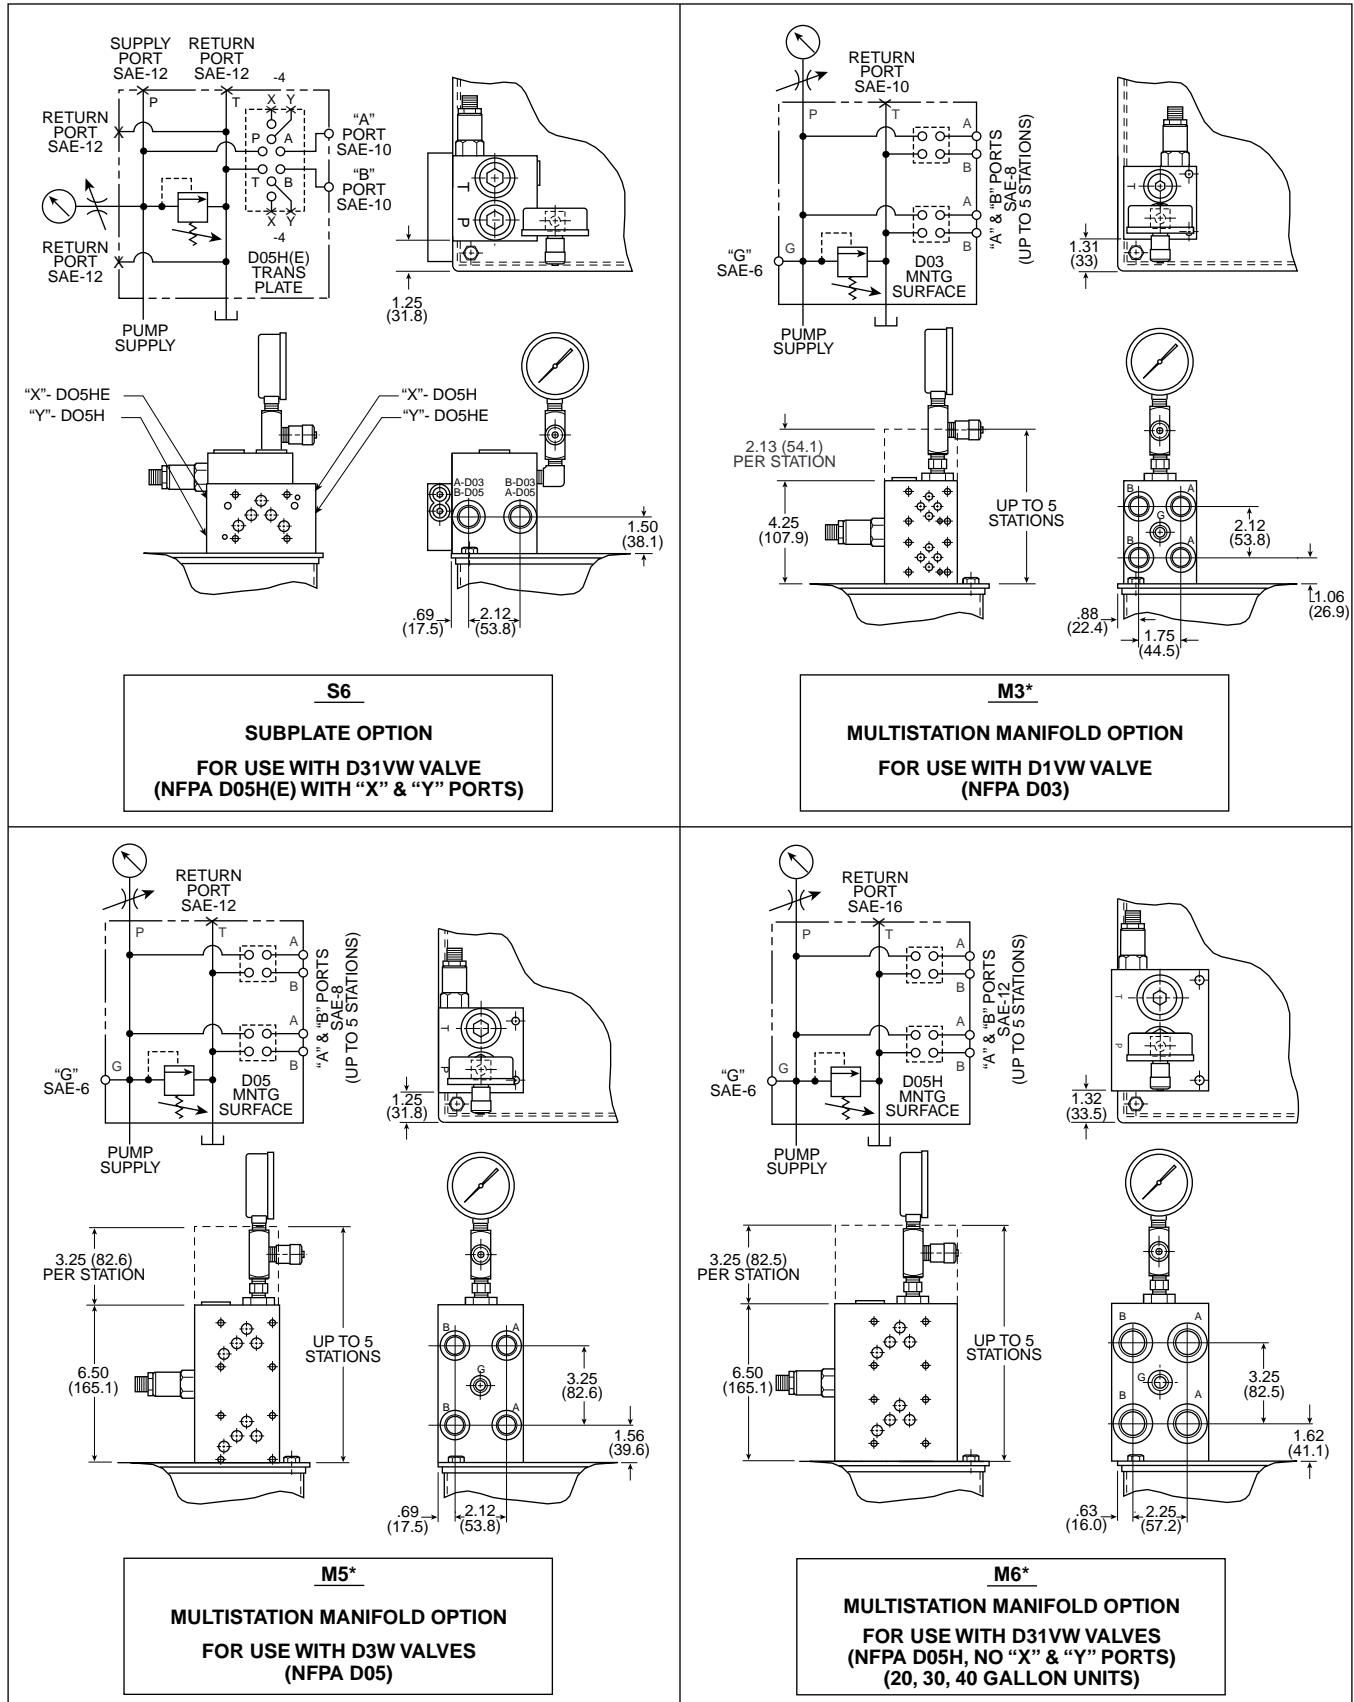 SUPPLY
PORT
SAE-12
RETURN
PORT
SAE-12
-4
P
T
X
Y
RETURN
PORT
SAE-12
P
A
"A"
PORT
SAE-10
T
B
"B"
PORT
SAE-10
X
Y
-4
RETURN
PORT
SAE-12
D05H(E)
TRANS
PLATE
PUMP
SUPPLY
T
P
1.25
(31.8)
"X"- DO5HE
"Y"- DO5H
"X"- DO5H
"Y"- DO5HE
A-D03
B-D05
B-D03
A-D05
1.50
(38.1)
.69
(17.5)
2.12
(53.8)
S6
SUBPLATE OPTION
FOR USE WITH D31VW VALVE
(NFPA D05H(E) WITH "X" & "Y" PORTS)
RETURN
PORT
SAE-10
P
T
A
B
A
B
"A" & "B" PORTS
SAE-8
(UP TO 5 STATIONS)
"G"
SAE-6
G
D03
MNTG
SURFACE
PUMP
SUPPLY
T
1.31
(33)
2.13 (54.1)
PER STATION
4.25
(107.9)
UP TO 5
STATIONS
B
A
G
B
A
2.12
(53.8)
1.06
(26.9)
.88
(22.4)
1.75
(44.5)
M3*
MULTISTATION MANIFOLD OPTION
FOR USE WITH D1VW VALVE
(NFPA D03)
RETURN
PORT
SAE-12
P
T
A
B
A
B
"A" & "B" PORTS
SAE-8
(UP TO 5 STATIONS)
"G"
SAE-6
G
D05
MNTG
SURFACE
PUMP
SUPPLY
T
P
1.25
(31.8)
3.25 (82.6)
PER STATION
6.50
(165.1)
UP TO 5
STATIONS
B
A
G
B
A
3.25
(82.6)
1.56
(39.6)
.69
(17.5)
2.12
(53.8)
M5*
MULTISTATION MANIFOLD OPTION
FOR USE WITH D3W VALVES
(NFPA D05)
RETURN
PORT
SAE-16
P
T
A
B
A
B
"A" & "B" PORTS
SAE-12
(UP TO 5 STATIONS)
"G"
SAE-6
G
D05H
MNTG
SURFACE
PUMP
SUPPLY
T
P
1.32
(33.5)
3.25 (82.5)
PER STATION
6.50
(165.1)
UP TO 5
STATIONS
B
A
G
B
A
3.25
(82.5)
1.62
(41.1)
.63
(16.0)
2.25
(57.2)
M6*
MULTISTATION MANIFOLD OPTION
FOR USE WITH D31VW VALVES
(NFPA D05H, NO "X" & "Y" PORTS)
(20, 30, 40 GALLON UNITS)